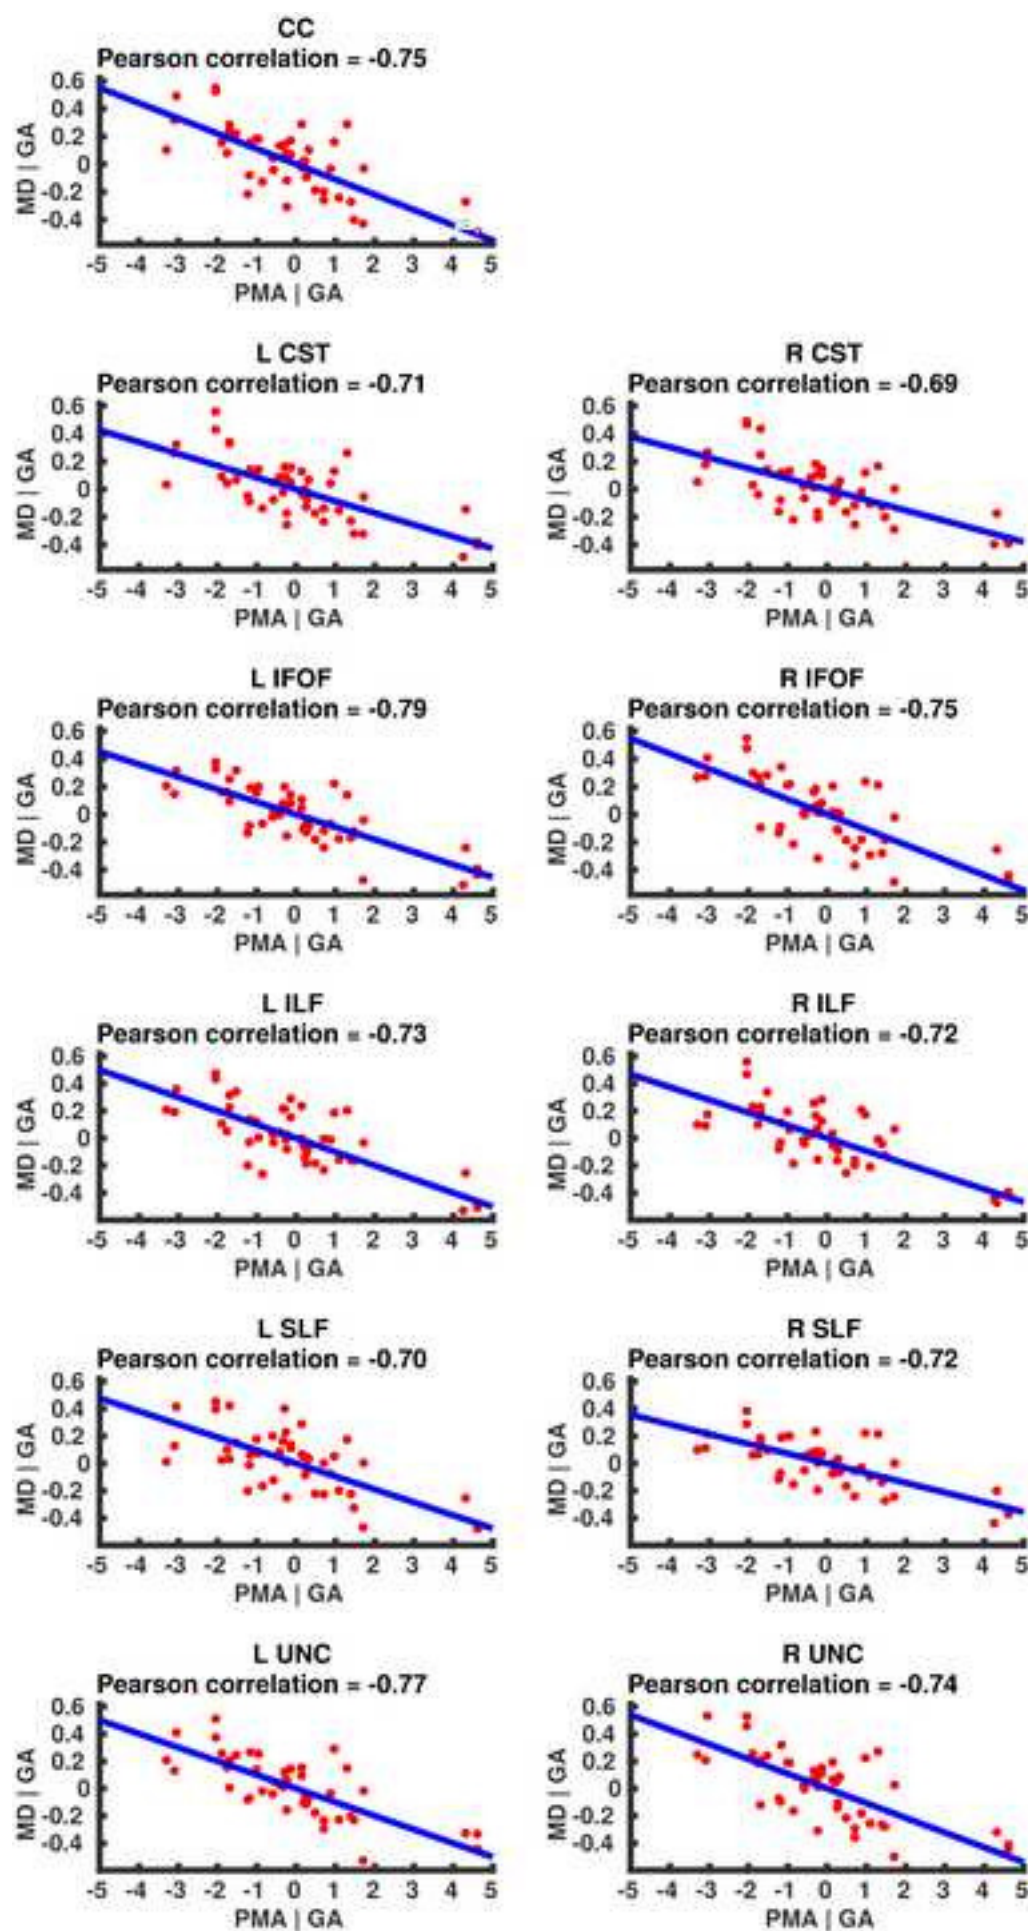 CC
Pearson correlation = -0.75
0.6
0.4
0.2
0
-0.2
-0.4
MD | GA
-5 -4 -3 -2 -1 0 1 2 3 4 5
PMA | GA
L CST
Pearson correlation = -0.71
0.6
0.4
0.2
0
-0.2
-0.4
MD | GA
-5 -4 -3 -2 -1 0 1 2 3 4 5
PMA | GA
R CST
Pearson correlation = -0.69
0.6
0.4
0.2
0
-0.2
-0.4
MD | GA
-5 -4 -3 -2 -1 0 1 2 3 4 5
PMA | GA
L IFOF
Pearson correlation = -0.79
0.6
0.4
0.2
0
-0.2
-0.4
MD | GA
-5 -4 -3 -2 -1 0 1 2 3 4 5
PMA | GA
R IFOF
Pearson correlation = -0.75
0.6
0.4
0.2
0
-0.2
-0.4
MD | GA
-5 -4 -3 -2 -1 0 1 2 3 4 5
PMA | GA
L ILF
Pearson correlation = -0.73
0.6
0.4
0.2
0
-0.2
-0.4
MD | GA
-5 -4 -3 -2 -1 0 1 2 3 4 5
PMA | GA
R ILF
Pearson correlation = -0.72
0.6
0.4
0.2
0
-0.2
-0.4
MD | GA
-5 -4 -3 -2 -1 0 1 2 3 4 5
PMA | GA
L SLF
Pearson correlation = -0.70
0.6
0.4
0.2
0
-0.2
-0.4
MD | GA
-5 -4 -3 -2 -1 0 1 2 3 4 5
PMA | GA
R SLF
Pearson correlation = -0.72
0.6
0.4
0.2
0
-0.2
-0.4
MD | GA
-5 -4 -3 -2 -1 0 1 2 3 4 5
PMA | GA
L UNC
Pearson correlation = -0.77
0.6
0.4
0.2
0
-0.2
-0.4
MD | GA
-5 -4 -3 -2 -1 0 1 2 3 4 5
PMA | GA
R UNC
Pearson correlation = -0.74
0.6
0.4
0.2
0
-0.2
-0.4
MD | GA
-5 -4 -3 -2 -1 0 1 2 3 4 5
PMA | GA